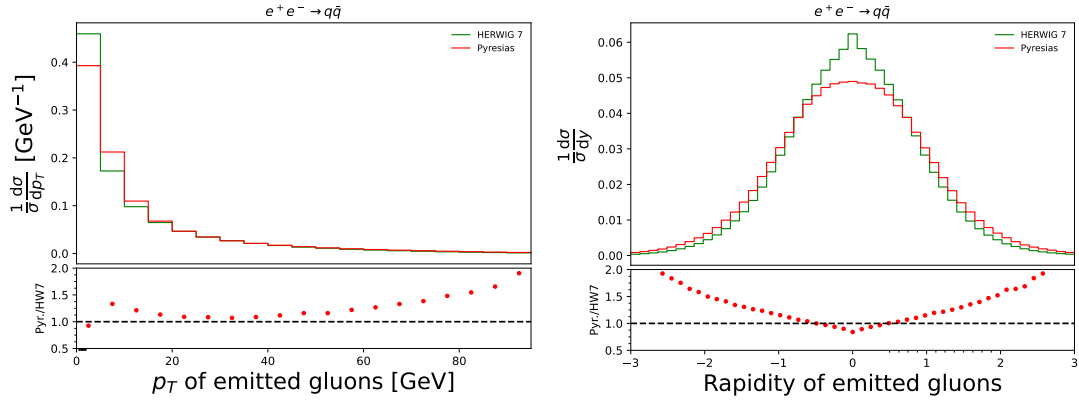 e⁺e⁻ → qq̄
HERWIG 7
Pyresias
1/σ dσ/dp_T [GeV⁻¹]
0.4
0.3
0.2
0.1
0.0
Pyr./HW7
2.0
1.5
1.0
0.5
0 20 40 60 80
p_T of emitted gluons [GeV]
e⁺e⁻ → qq̄
HERWIG 7
Pyresias
1/σ dσ/dy
0.06
0.05
0.04
0.03
0.02
0.01
0.00
Pyr./HW7
2.0
1.5
1.0
0.5
−3 −2 −1 0 1 2 3
Rapidity of emitted gluons